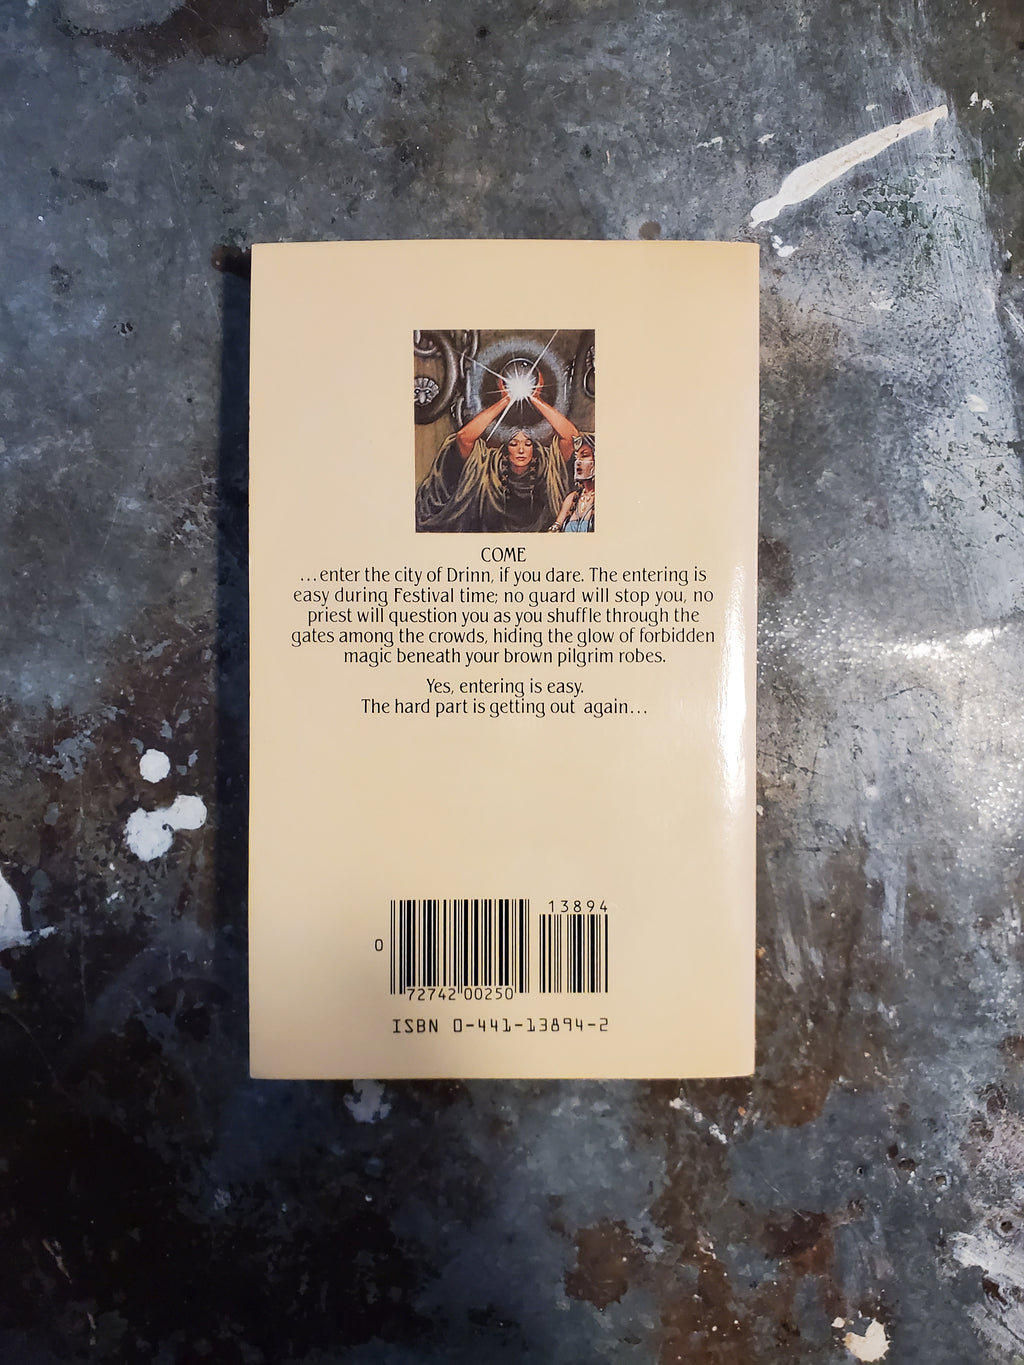 COME
...enter the city of Drinn, if you dare. The entering is
easy during Festival time; no guard will stop you, no
priest will question you as you shuffle through the
gates among the crowds, hiding the glow of forbidden
magic beneath your brown pilgrim robes.
Yes, entering is easy.
The hard part is getting out again...
13894
0
72742 00250
ISBN 0-441-13894-2